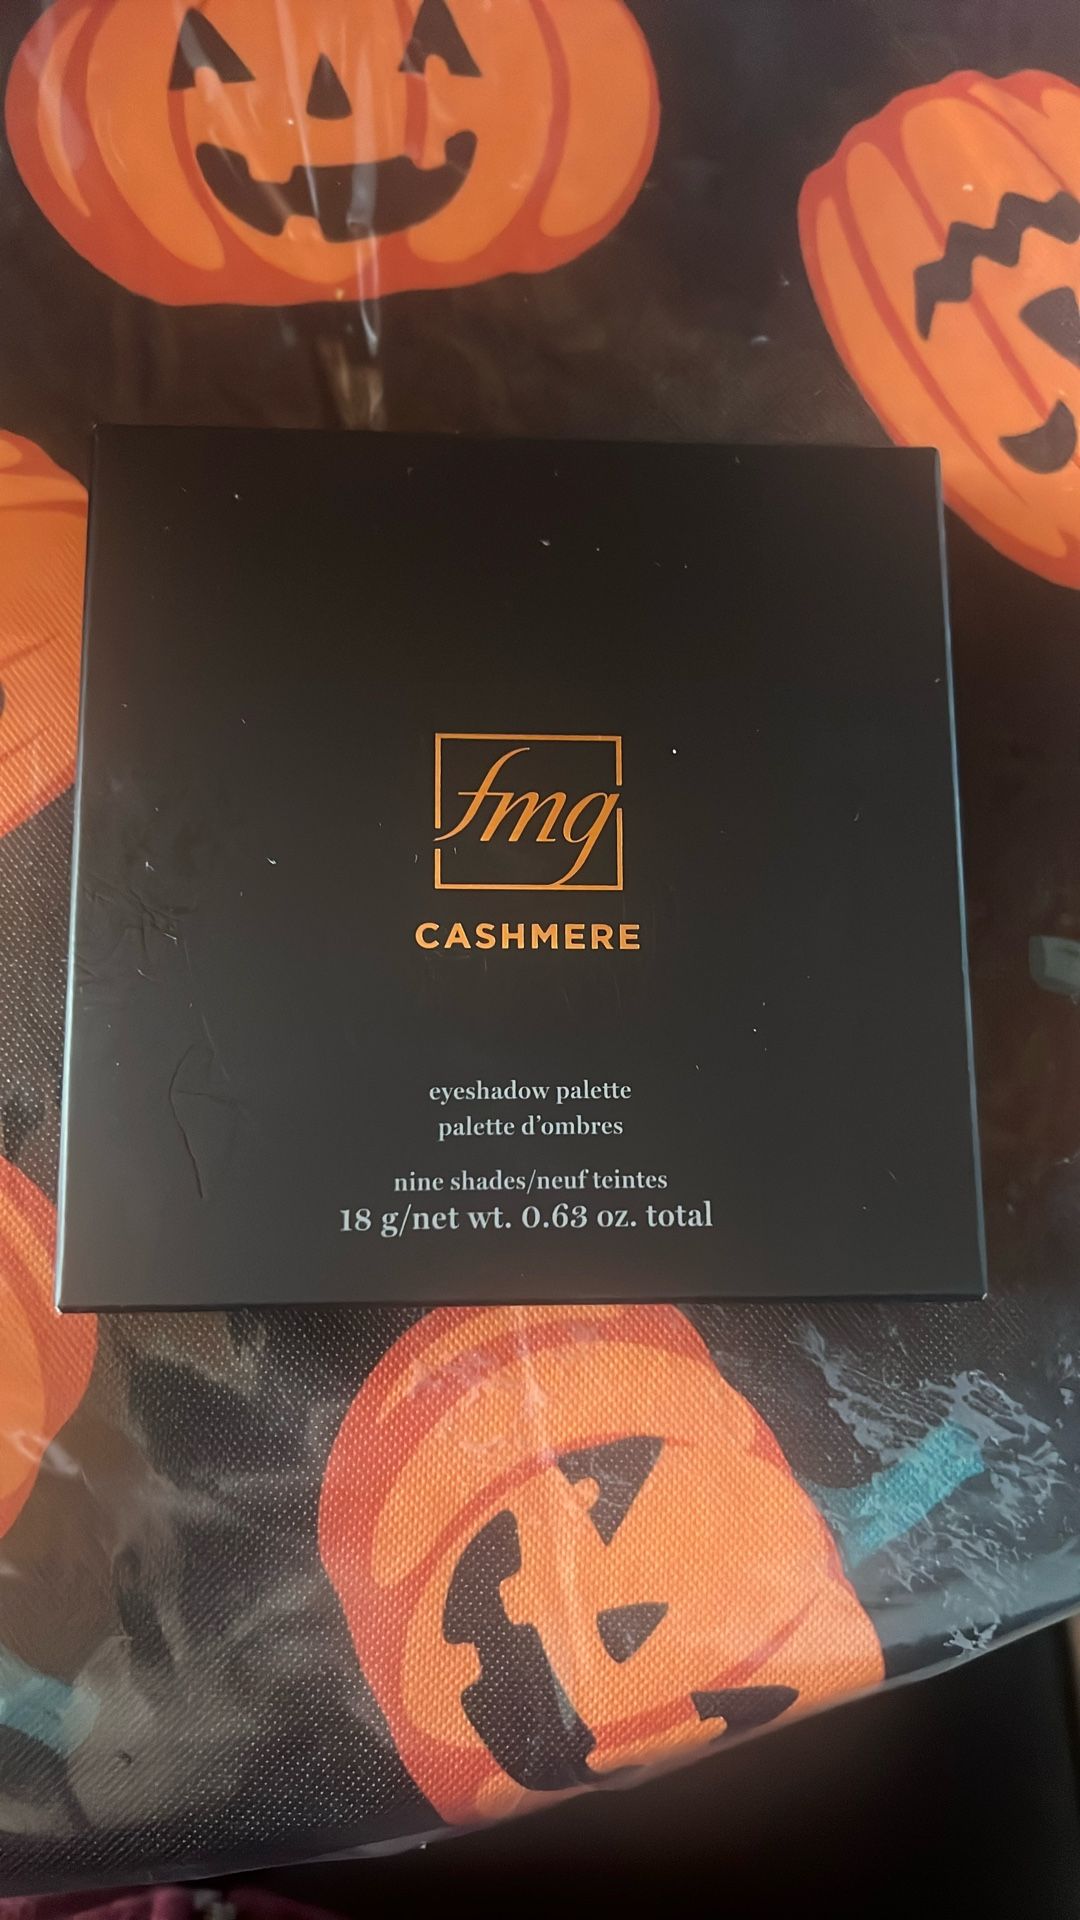 fmg
CASHMERE
eyeshadow palette
palette d'ombres
nine shades/neuf teintes
18 g/net wt. 0.63 oz. total